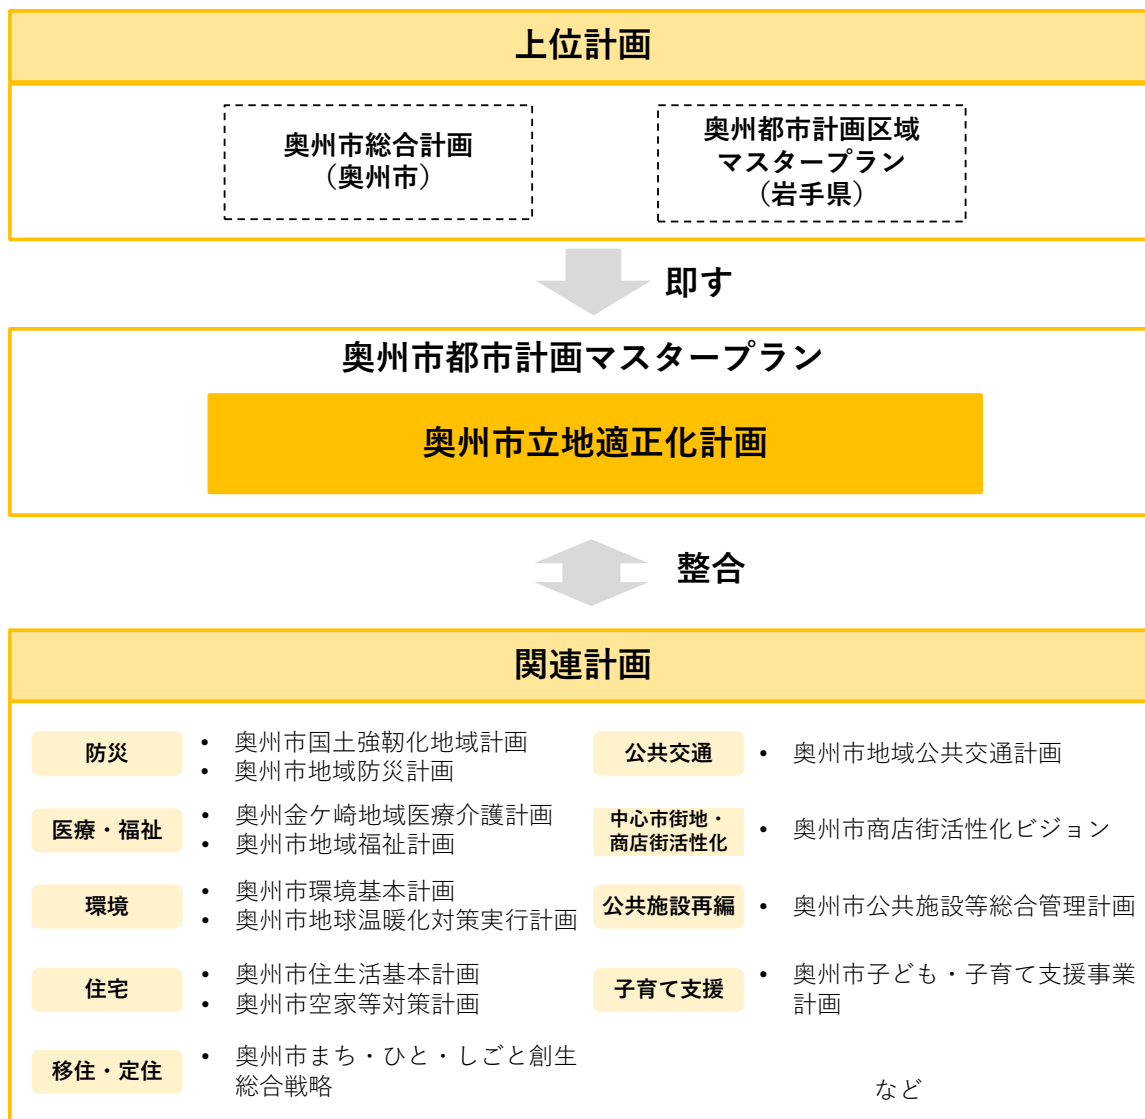 上位計画
奥州市総合計画
（奥州市）
奥州都市計画区域
マスタープラン
（岩手県）
即す
奥州市都市計画マスタープラン
奥州市立地適正化計画
整合
関連計画
防災
• 奥州市国土強靭化地域計画
• 奥州市地域防災計画
医療・福祉
• 奥州金ケ崎地域医療介護計画
• 奥州市地域福祉計画
環境
• 奥州市環境基本計画
• 奥州市地球温暖化対策実行計画
住宅
• 奥州市住生活基本計画
• 奥州市空家等対策計画
移住・定住
• 奥州市まち・ひと・しごと創生
総合戦略
公共交通
• 奥州市地域公共交通計画
中心市街地・
商店街活性化
• 奥州市商店街活性化ビジョン
公共施設再編
• 奥州市公共施設等総合管理計画
子育て支援
• 奥州市子ども・子育て支援事業
計画
など